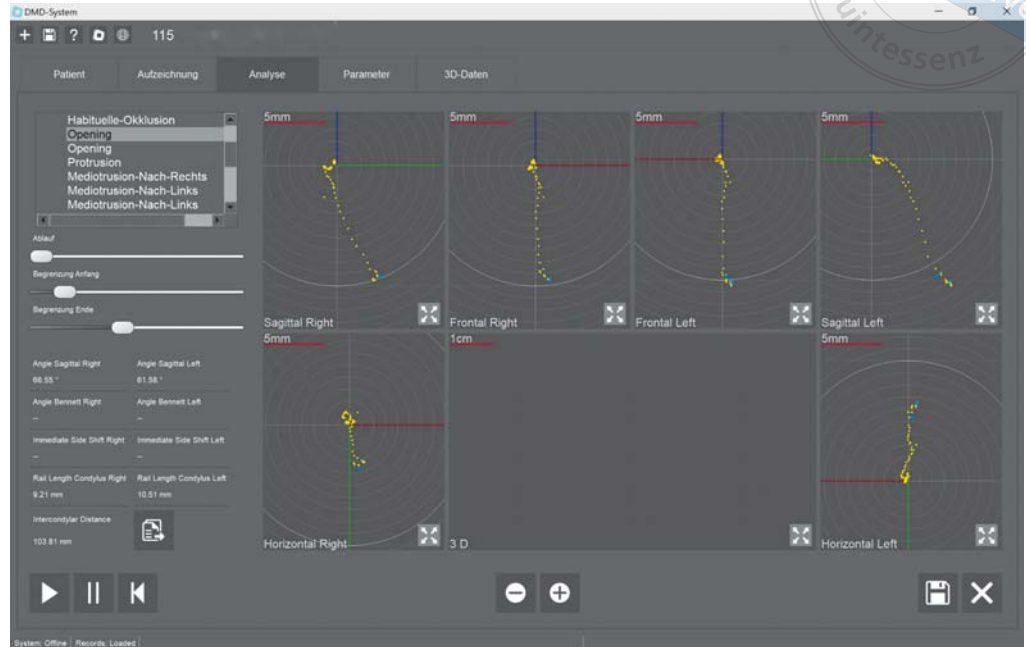 DMD-System
115
Patient Aufzeichnung Analyse Parameter 3D-Daten
Habituelle-Okklusion
Opening
Opening
Protrusion
Mediotrusion-Nach-Rechts
Mediotrusion-Nach-Links
Mediotrusion-Nach-Links
Ablauf
Begrenzung Anfang
Begrenzung Ende
Angle Sagittal Right Angle Sagittal Left
66.55 ° 61.58 °
Angle Bennett Right Angle Bennett Left
-- --
Immediate Side Shift Right Immediate Side Shift Left
-- --
Rail Length Condylus Right Rail Length Condylus Left
9.21 mm 10.51 mm
Intercondylar Distance
103.81 mm
5mm 5mm 5mm 5mm
Sagittal Right Frontal Right Frontal Left Sagittal Left
5mm 1cm 5mm
Horizontal Right 3 D Horizontal Left
System: Offline Records: Loaded
uintessenz